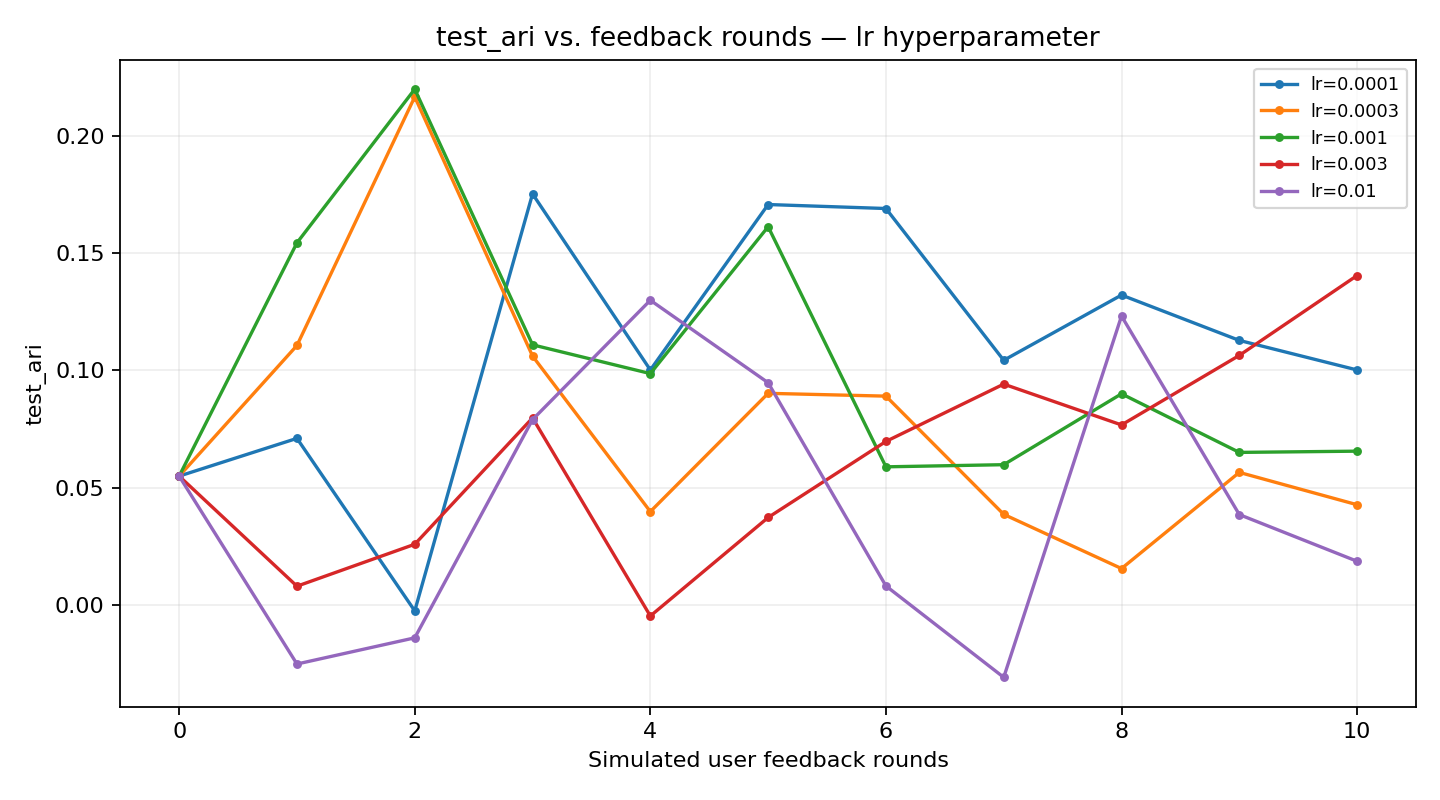 test_ari vs. feedback rounds — lr hyperparameter
lr=0.0001
lr=0.0003
lr=0.001
lr=0.003
lr=0.01
test_ari
0.20
0.15
0.10
0.05
0.00
0 2 4 6 8 10
Simulated user feedback rounds